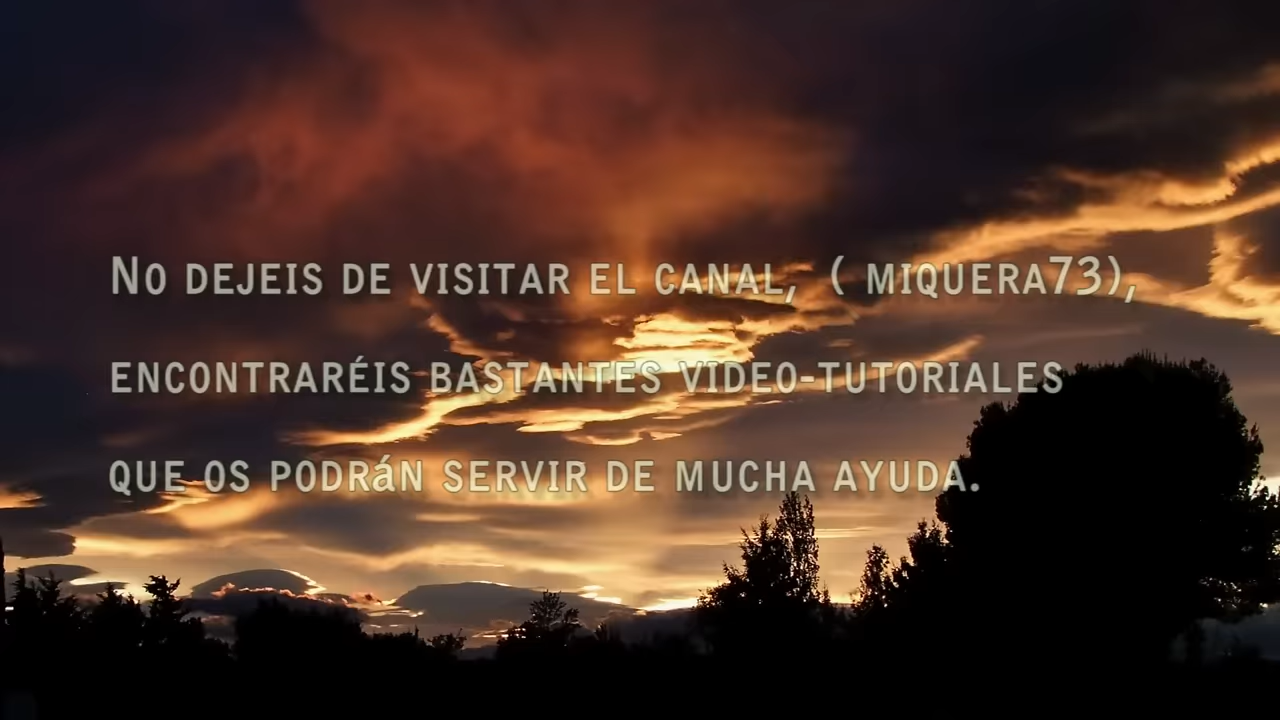 No dejeis de visitar el canal, ( miquera73),
encontraréis bastantes video-tutoriales
que os podrán servir de mucha ayuda.